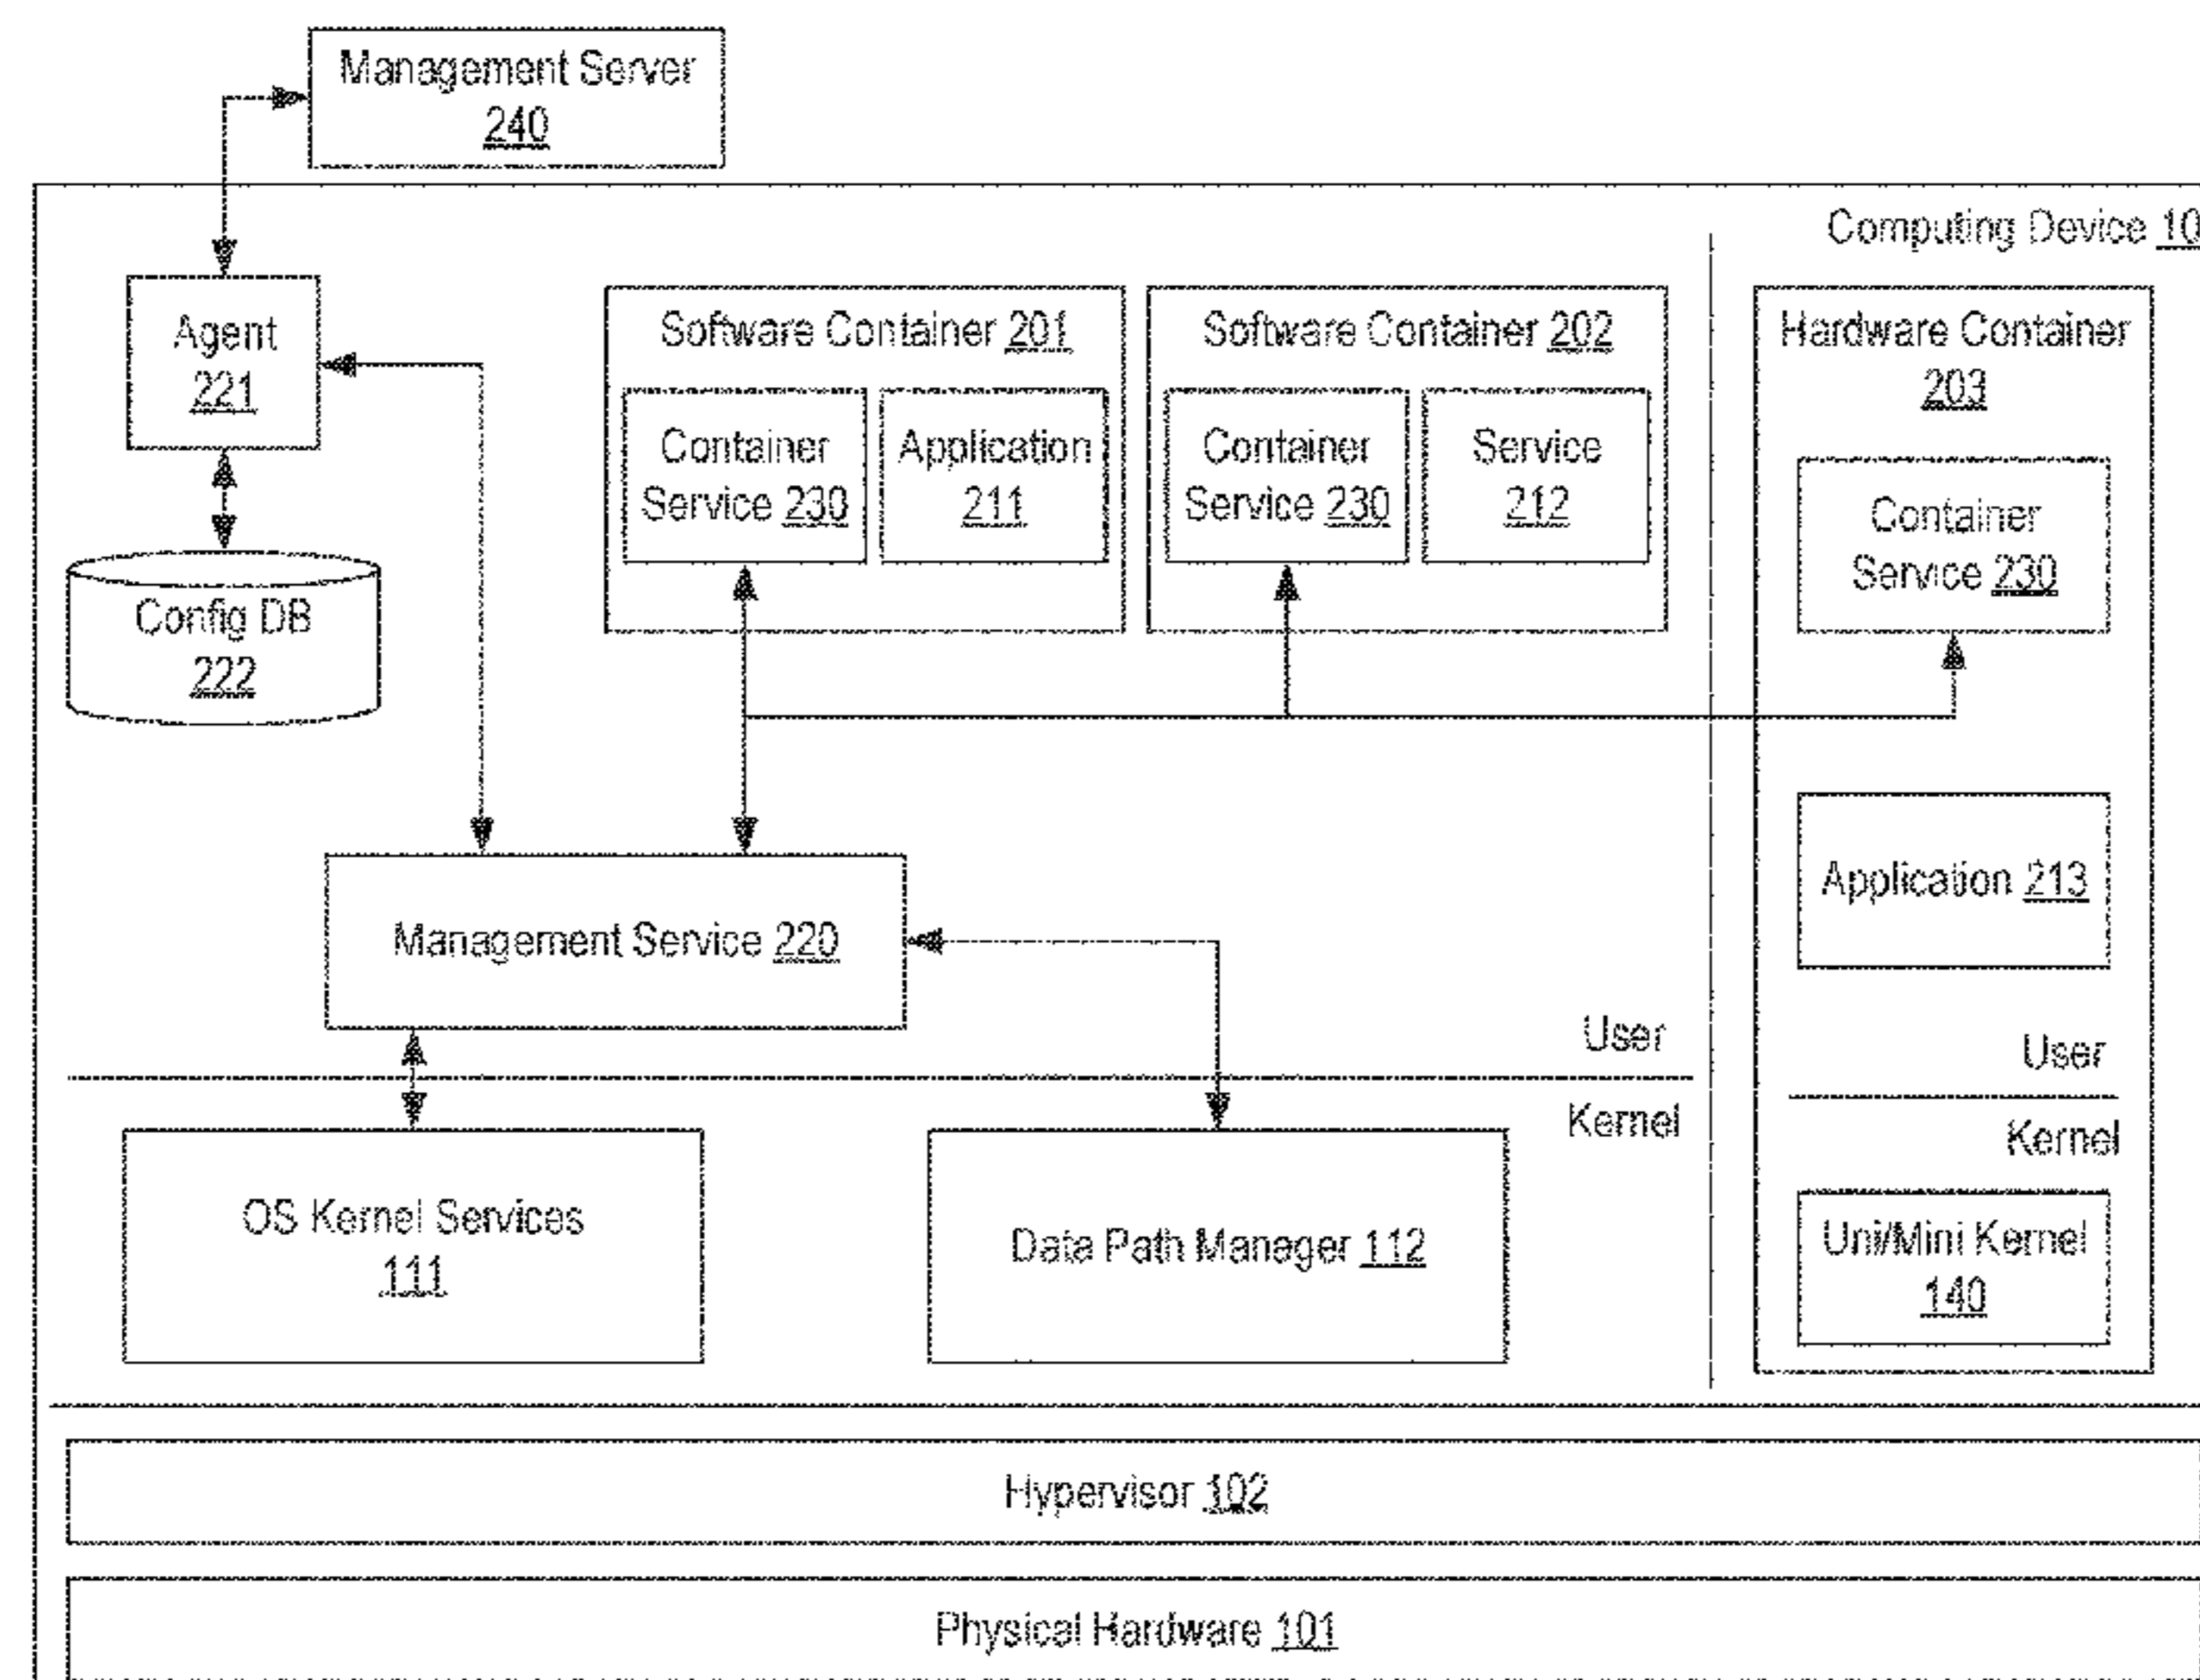 Management Server
240
Computing Device 10
Agent
221
Config DB
222
Software Container 201
Container
Service 230
Application
211
Software Container 202
Container
Service 230
Service
212
Hardware Container
203
Container
Service 230
Application 213
User
Kernel
Uni/Mini Kernel
140
Management Service 220
User
Kernel
OS Kernel Services
111
Data Path Manager 112
Hypervisor 102
Physical Hardware 101